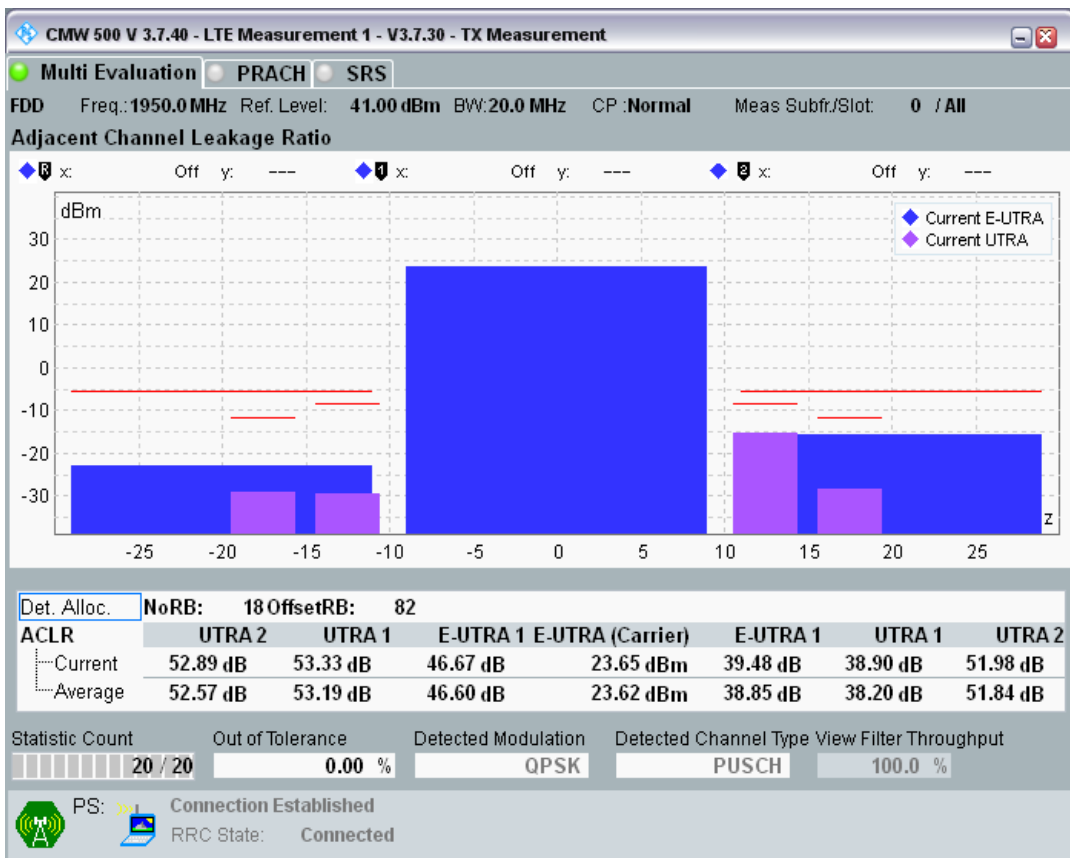 CMW 500 V 3.7.40 - LTE Measurement 1 - V3.7.30 - TX Measurement
Multi Evaluation PRACH SRS
FDD Freq.: 1950.0 MHz Ref. Level: 41.00 dBm BW: 20.0 MHz CP : Normal Meas Subfr./Slot: 0 / All
Adjacent Channel Leakage Ratio
R x: Off y: --- 1 x: Off y: --- 2 x: Off y: ---
dBm
Current E-UTRA
Current UTRA
30
20
10
0
-10
-20
-30
z
-25 -20 -15 -10 -5 0 5 10 15 20 25
Det. Alloc. NoRB: 18 OffsetRB: 82
ACLR UTRA 2 UTRA 1 E-UTRA 1 E-UTRA (Carrier) E-UTRA 1 UTRA 1 UTRA 2
Current 52.89 dB 53.33 dB 46.67 dB 23.65 dBm 39.48 dB 38.90 dB 51.98 dB
Average 52.57 dB 53.19 dB 46.60 dB 23.62 dBm 38.85 dB 38.20 dB 51.84 dB
Statistic Count Out of Tolerance Detected Modulation Detected Channel Type View Filter Throughput
20 / 20 0.00 % QPSK PUSCH 100.0 %
PS: Connection Established
RRC State: Connected